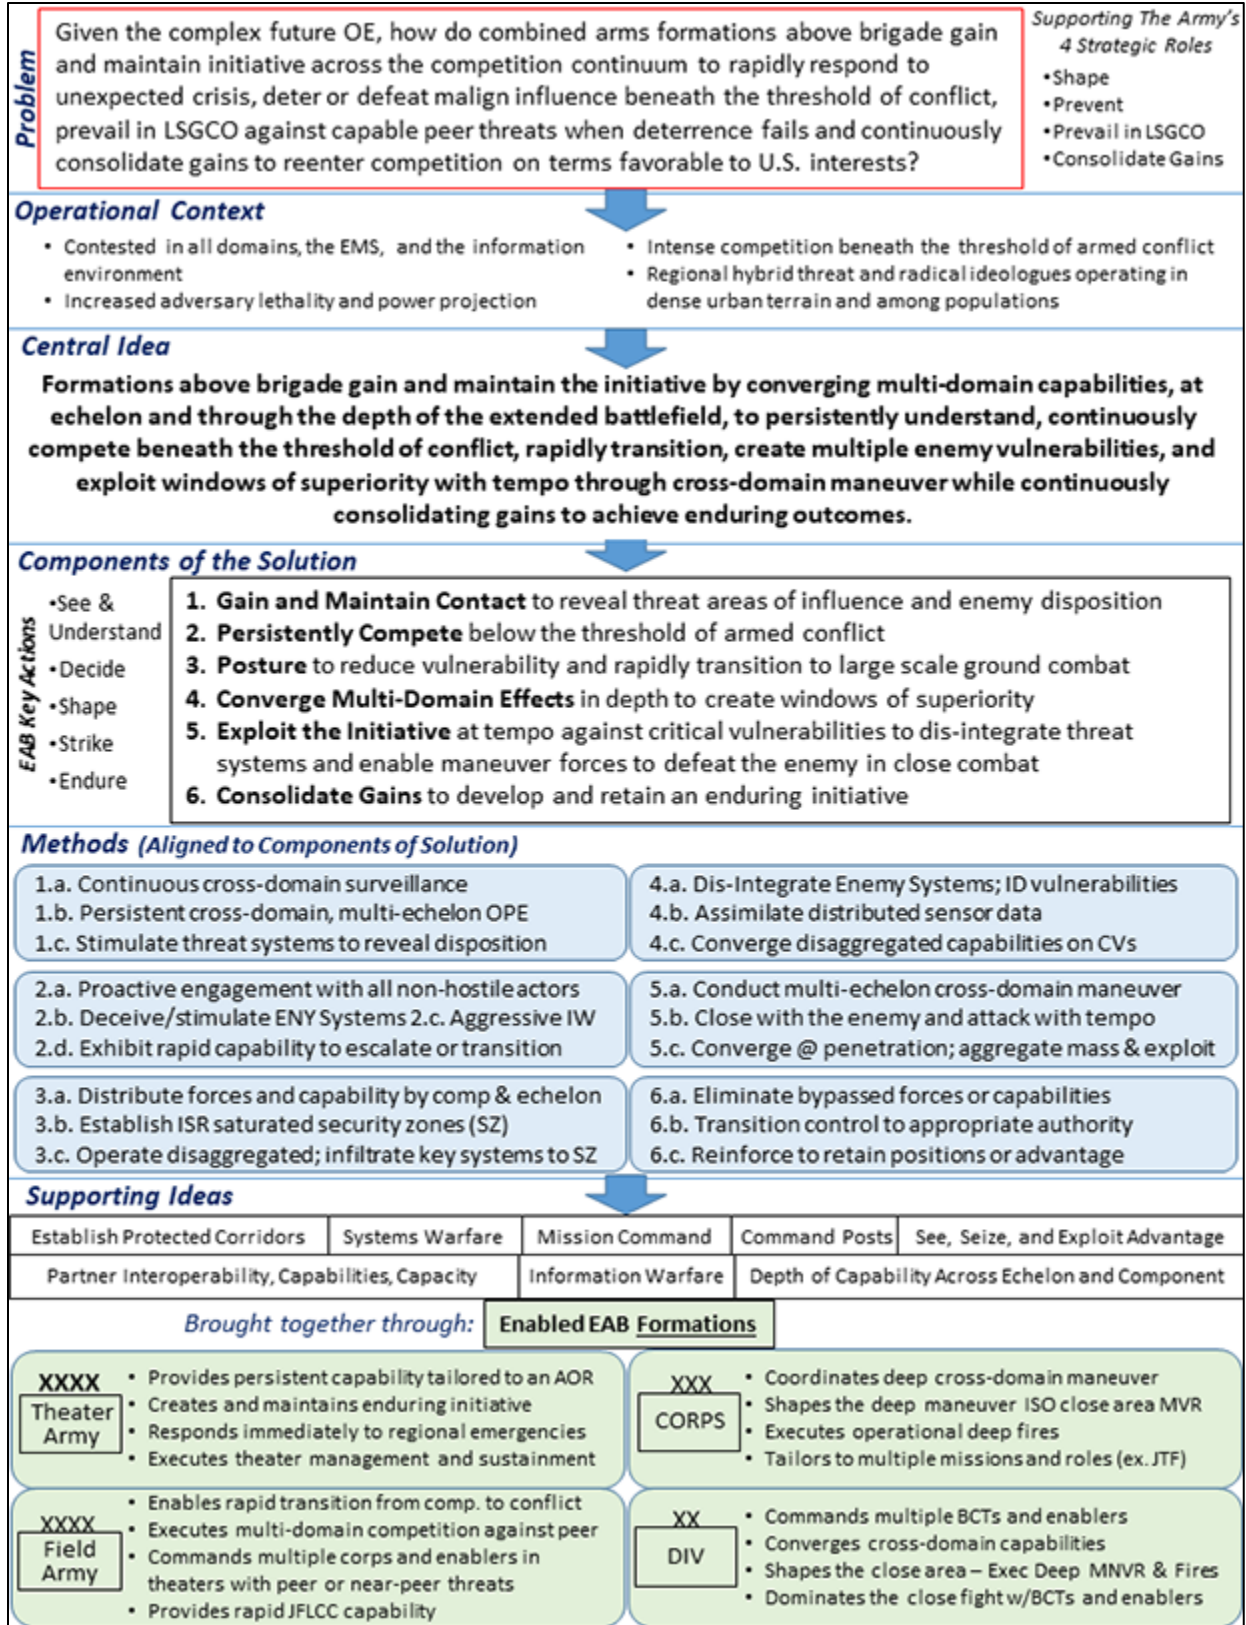 Problem
Given the complex future OE, how do combined arms formations above brigade gain
and maintain initiative across the competition continuum to rapidly respond to
unexpected crisis, deter or defeat malign influence beneath the threshold of conflict,
prevail in LSGCO against capable peer threats when deterrence fails and continuously
consolidate gains to reenter competition on terms favorable to U.S. interests?
Supporting The Army's
4 Strategic Roles
•Shape
•Prevent
•Prevail in LSGCO
•Consolidate Gains
Operational Context
• Contested in all domains, the EMS, and the information
environment
• Increased adversary lethality and power projection
• Intense competition beneath the threshold of armed conflict
• Regional hybrid threat and radical ideologues operating in
dense urban terrain and among populations
Central Idea
Formations above brigade gain and maintain the initiative by converging multi-domain capabilities, at
echelon and through the depth of the extended battlefield, to persistently understand, continuously
compete beneath the threshold of conflict, rapidly transition, create multiple enemy vulnerabilities, and
exploit windows of superiority with tempo through cross-domain maneuver while continuously
consolidating gains to achieve enduring outcomes.
Components of the Solution
EAB Key Actions
•See &
Understand
•Decide
•Shape
•Strike
•Endure
1. Gain and Maintain Contact to reveal threat areas of influence and enemy disposition
2. Persistently Compete below the threshold of armed conflict
3. Posture to reduce vulnerability and rapidly transition to large scale ground combat
4. Converge Multi-Domain Effects in depth to create windows of superiority
5. Exploit the Initiative at tempo against critical vulnerabilities to dis-integrate threat
systems and enable maneuver forces to defeat the enemy in close combat
6. Consolidate Gains to develop and retain an enduring initiative
Methods (Aligned to Components of Solution)
1.a. Continuous cross-domain surveillance
1.b. Persistent cross-domain, multi-echelon OPE
1.c. Stimulate threat systems to reveal disposition
4.a. Dis-Integrate Enemy Systems; ID vulnerabilities
4.b. Assimilate distributed sensor data
4.c. Converge disaggregated capabilities on CVs
2.a. Proactive engagement with all non-hostile actors
2.b. Deceive/stimulate ENY Systems 2.c. Aggressive IW
2.d. Exhibit rapid capability to escalate or transition
5.a. Conduct multi-echelon cross-domain maneuver
5.b. Close with the enemy and attack with tempo
5.c. Converge @ penetration; aggregate mass & exploit
3.a. Distribute forces and capability by comp & echelon
3.b. Establish ISR saturated security zones (SZ)
3.c. Operate disaggregated; infiltrate key systems to SZ
6.a. Eliminate bypassed forces or capabilities
6.b. Transition control to appropriate authority
6.c. Reinforce to retain positions or advantage
Supporting Ideas
Establish Protected Corridors
Systems Warfare
Mission Command
Command Posts
See, Seize, and Exploit Advantage
Partner Interoperability, Capabilities, Capacity
Information Warfare
Depth of Capability Across Echelon and Component
Brought together through:
Enabled EAB Formations
XXXX
Theater
Army
• Provides persistent capability tailored to an AOR
• Creates and maintains enduring initiative
• Responds immediately to regional emergencies
• Executes theater management and sustainment
XXX
CORPS
• Coordinates deep cross-domain maneuver
• Shapes the deep maneuver ISO close area MVR
• Executes operational deep fires
• Tailors to multiple missions and roles (ex. JTF)
XXXX
Field
Army
• Enables rapid transition from comp. to conflict
• Executes multi-domain competition against peer
• Commands multiple corps and enablers in
theaters with peer or near-peer threats
• Provides rapid JFLCC capability
XX
DIV
• Commands multiple BCTs and enablers
• Converges cross-domain capabilities
• Shapes the close area – Exec Deep MNVR & Fires
• Dominates the close fight w/BCTs and enablers